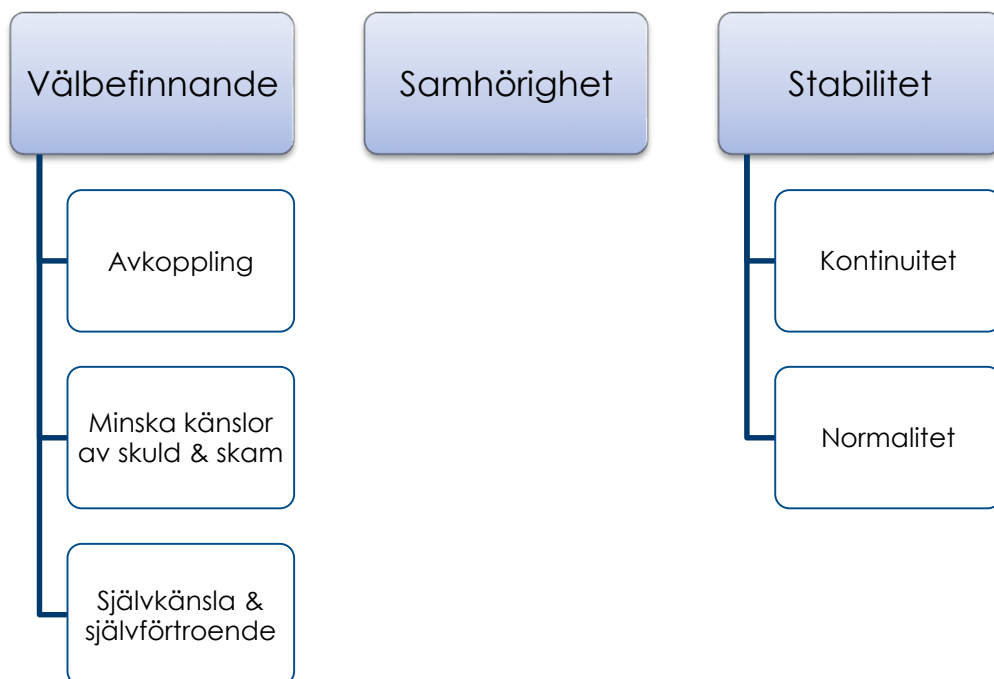 Välbefinnande
Avkoppling
Minska känslor
av skuld & skam
Självkänsla &
självförtroende
Samhörighet
Stabilitet
Kontinuitet
Normalitet